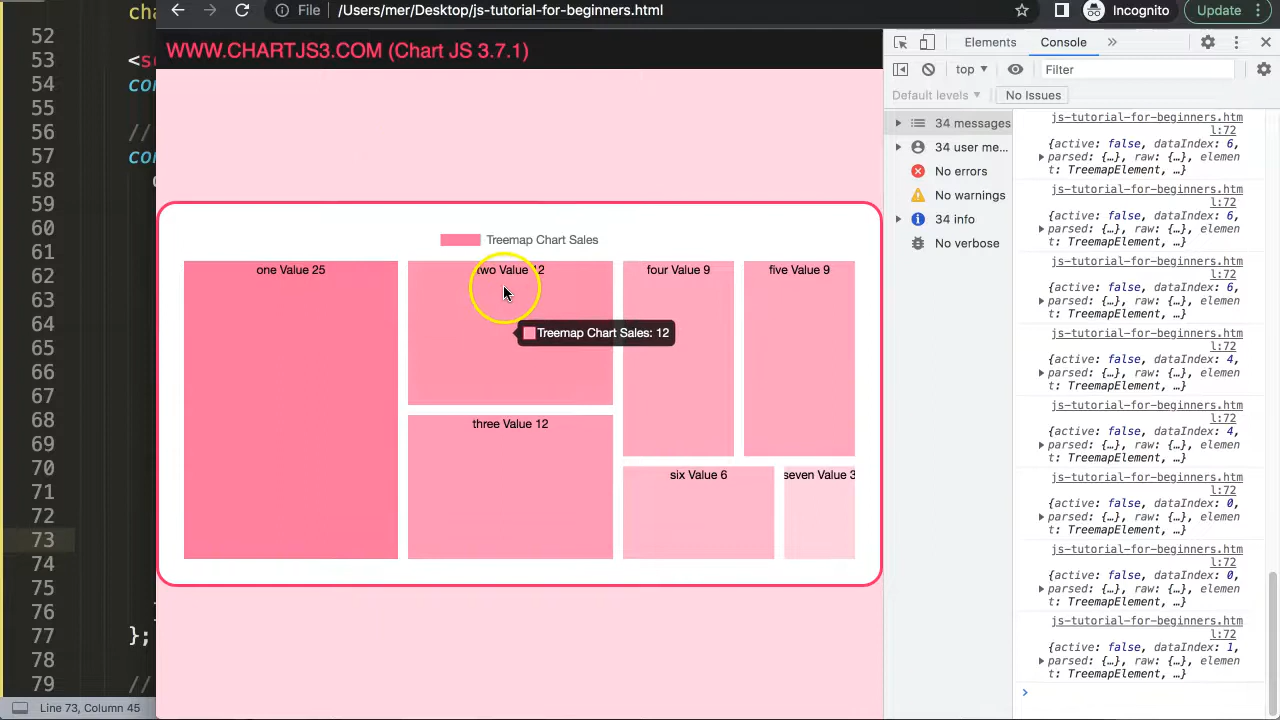 cha
52
53 <s
54 con
55
56 //
57 con
58
59
60
61
62
63
64
65
66
67
68
69
70
71
72
73
74
75
76
77 };
78
79 //
Line 73, Column 45
File /Users/mer/Desktop/js-tutorial-for-beginners.html
Incognito
Update
WWW.CHARTJS3.COM (Chart JS 3.7.1)
Treemap Chart Sales
one Value 25
two Value 12
four Value 9
five Value 9
Treemap Chart Sales: 12
three Value 12
six Value 6
seven Value 3
Elements Console »
top Filter
Default levels No Issues
34 messages
34 user me...
No errors
No warnings
34 info
No verbose
js-tutorial-for-beginners.htm
l:72
{active: false, dataIndex: 6,
parsed: {…}, raw: {…}, elemen
t: TreemapElement, …}
js-tutorial-for-beginners.htm
l:72
{active: false, dataIndex: 6,
parsed: {…}, raw: {…}, elemen
t: TreemapElement, …}
js-tutorial-for-beginners.htm
l:72
{active: false, dataIndex: 6,
parsed: {…}, raw: {…}, elemen
t: TreemapElement, …}
js-tutorial-for-beginners.htm
l:72
{active: false, dataIndex: 4,
parsed: {…}, raw: {…}, elemen
t: TreemapElement, …}
js-tutorial-for-beginners.htm
l:72
{active: false, dataIndex: 4,
parsed: {…}, raw: {…}, elemen
t: TreemapElement, …}
js-tutorial-for-beginners.htm
l:72
{active: false, dataIndex: 0,
parsed: {…}, raw: {…}, elemen
t: TreemapElement, …}
js-tutorial-for-beginners.htm
l:72
{active: false, dataIndex: 0,
parsed: {…}, raw: {…}, elemen
t: TreemapElement, …}
js-tutorial-for-beginners.htm
l:72
{active: false, dataIndex: 1,
parsed: {…}, raw: {…}, elemen
t: TreemapElement, …}